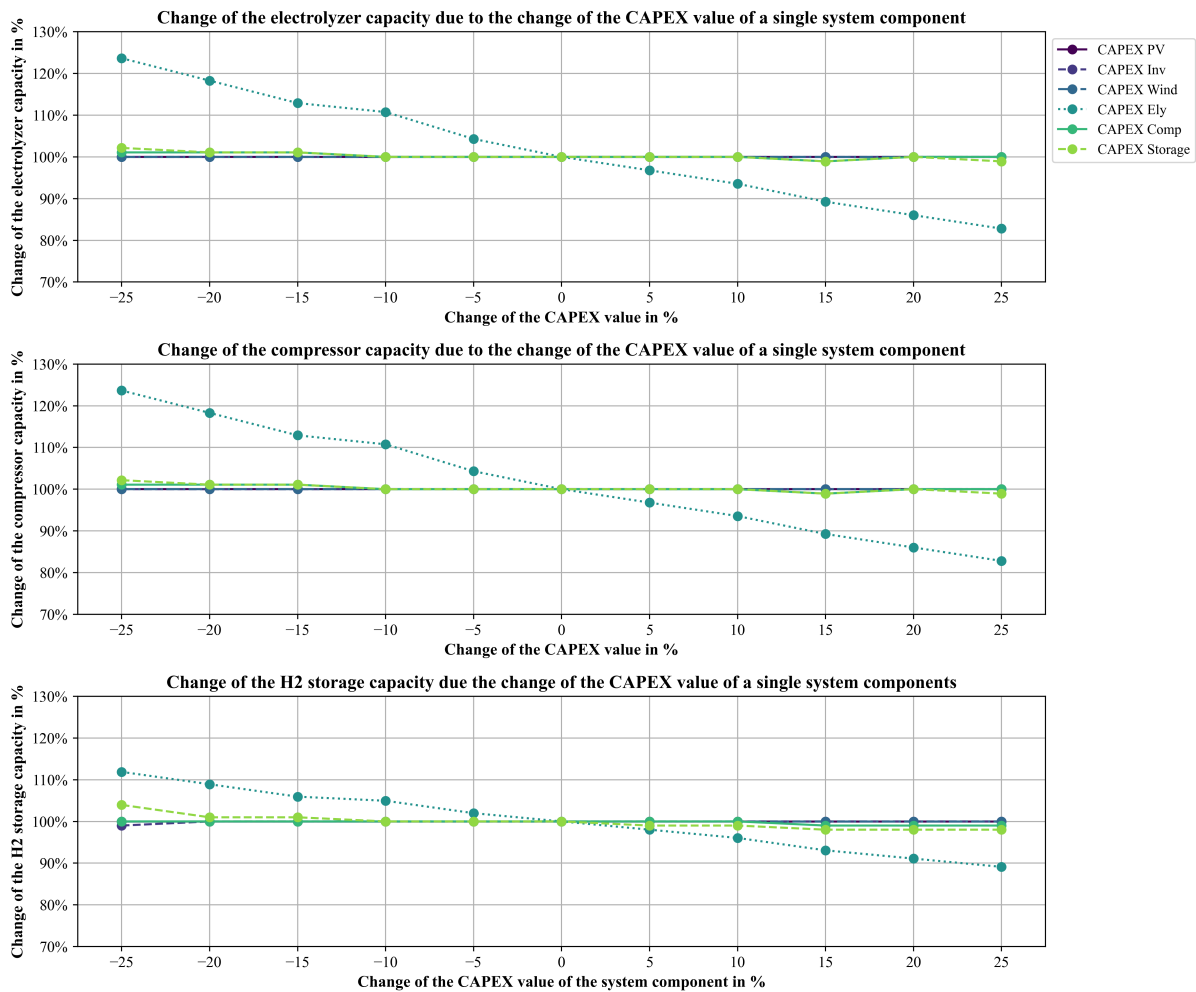 Change of the electrolyzer capacity due to the change of the CAPEX value of a single system component
Change of the electrolyzer capacity in %
130%
120%
110%
100%
90%
80%
70%
−25 −20 −15 −10 −5 0 5 10 15 20 25
Change of the CAPEX value in %
CAPEX PV
CAPEX Inv
CAPEX Wind
CAPEX Ely
CAPEX Comp
CAPEX Storage
Change of the compressor capacity due to the change of the CAPEX value of a single system component
Change of the compressor capacity in %
130%
120%
110%
100%
90%
80%
70%
−25 −20 −15 −10 −5 0 5 10 15 20 25
Change of the CAPEX value in %
Change of the H2 storage capacity due the change of the CAPEX value of a single system components
Change of the H2 storage capacity in %
130%
120%
110%
100%
90%
80%
70%
−25 −20 −15 −10 −5 0 5 10 15 20 25
Change of the CAPEX value of the system component in %